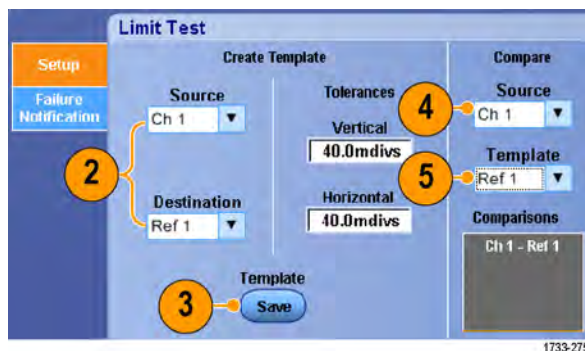 Limit Test
Setup
Failure
Notification
Create Template
Source
Ch 1
2
Destination
Ref 1
Tolerances
Vertical
40.0mdivs
Horizontal
40.0mdivs
Template
3
Save
Compare
4
Source
Ch 1
5
Template
Ref 1
Comparisons
Ch 1 - Ref 1